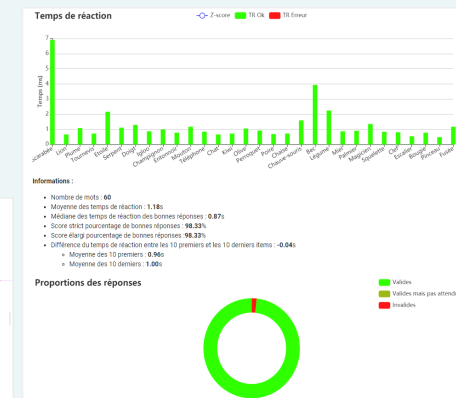 Temps de réaction
Z-score TR Ok TR Erreur
Temps (ms)
7
6
5
4
3
2
1
0
Scarabée Lion Plume Tournevis Etoile Serpent Doigt Igloo Champignon Entonnoir Mouton Téléphone Chat Kiwi Olive Perroquet Poire Chaise Chauve-souris Bec Légume Mier Palmier Magicien Squelette Clef Escalier Bougie Pinceau Fusée
Informations :
Nombre de mots : 60
Moyenne des temps de réaction : 1.18s
Médiane des temps de réaction des bonnes réponses : 0.87s
Score strict pourcentage de bonnes réponses : 98.33%
Score élargi pourcentage de bonnes réponses : 98.33%
Différence du temps de réaction entre les 10 premiers et les 10 derniers items : -0.04s
Moyenne des 10 premiers : 0.96s
Moyenne des 10 derniers : 1.00s
Proportions des réponses
Valides
Valides mais pas attend
Invalides